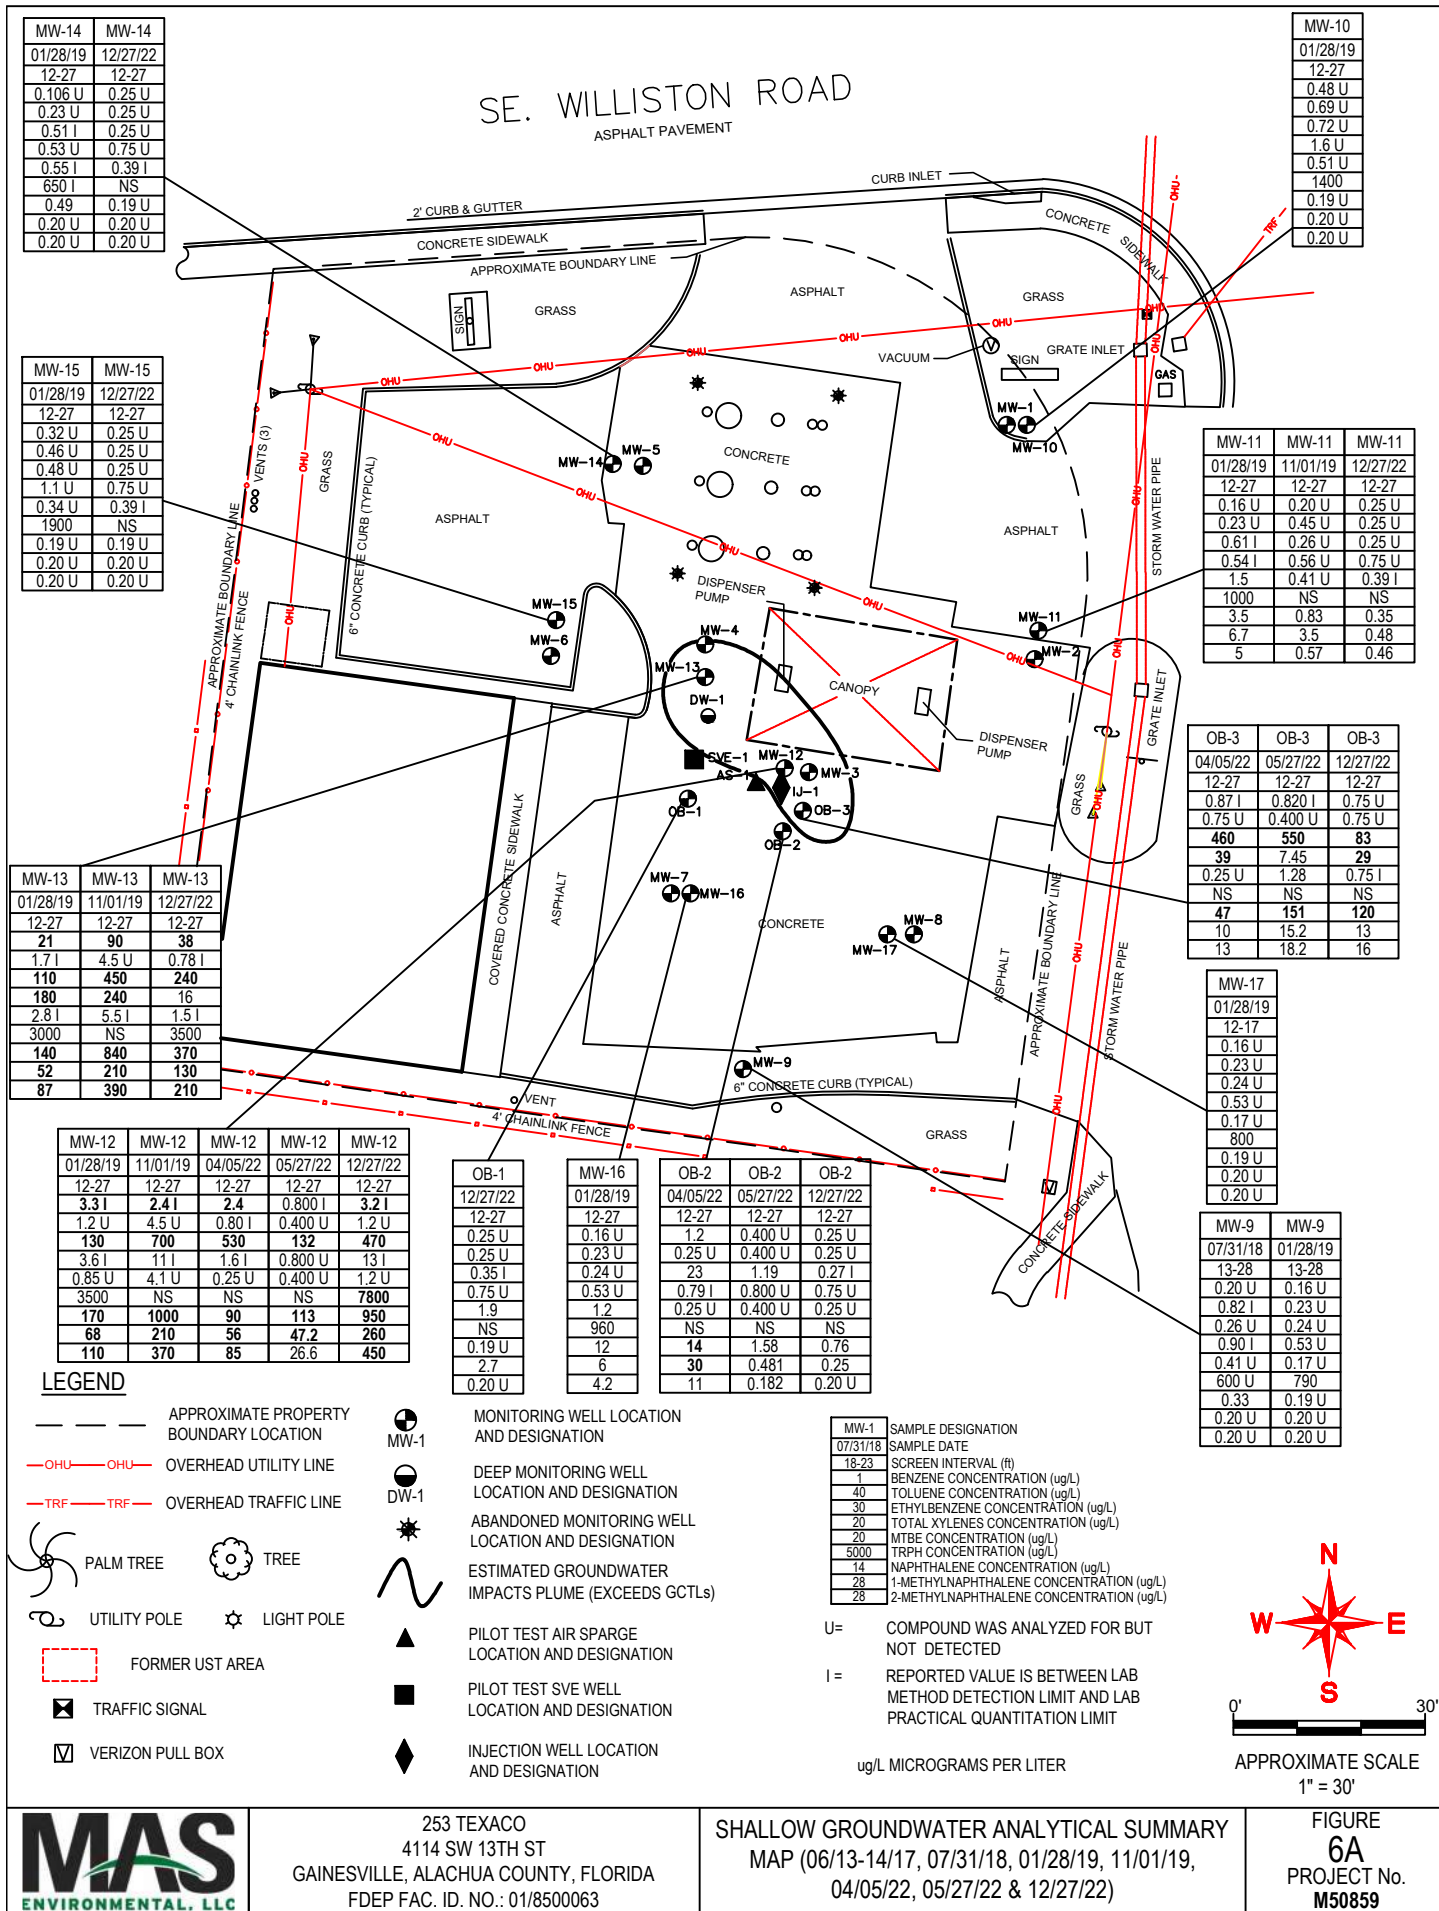 MW-14 MW-14
01/28/19 12/27/22
12-27 12-27
0.106 U 0.25 U
0.23 U 0.25 U
0.51 I 0.25 U
0.53 U 0.75 U
0.55 I 0.39 I
650 I NS
0.49 0.19 U
0.20 U 0.20 U
0.20 U 0.20 U
MW-10
01/28/19
12-27
0.48 U
0.69 U
0.72 U
1.6 U
0.51 U
1400
0.19 U
0.20 U
0.20 U
SE. WILLISTON ROAD
ASPHALT PAVEMENT
CURB INLET
2' CURB & GUTTER
CONCRETE SIDEWALK
APPROXIMATE BOUNDARY LINE
CONCRETE SIDEWALK
OHU
TRF
GRASS
SIGN
ASPHALT
GRASS
OHU
OHU
OHU
OHU
OHU
VACUUM
SIGN
GRATE INLET
GAS
OHU
MW-15 MW-15
01/28/19 12/27/22
12-27 12-27
0.32 U 0.25 U
0.46 U 0.25 U
0.48 U 0.25 U
1.1 U 0.75 U
0.34 U 0.39 I
1900 NS
0.19 U 0.19 U
0.20 U 0.20 U
0.20 U 0.20 U
VENTS (3)
GRASS
OHU
6" CONCRETE CURB (TYPICAL)
ASPHALT
OHU
MW-14
MW-5
OHU
CONCRETE
MW-1
MW-10
ASPHALT
OHU
STORM WATER PIPE
MW-11 MW-11 MW-11
01/28/19 11/01/19 12/27/22
12-27 12-27 12-27
0.16 U 0.20 U 0.25 U
0.23 U 0.45 U 0.25 U
0.61 I 0.26 U 0.25 U
0.54 I 0.56 U 0.75 U
1.5 0.41 U 0.39 I
1000 NS NS
3.5 0.83 0.35
6.7 3.5 0.48
5 0.57 0.46
APPROXIMATE BOUNDARY LINE
4' CHAINLINK FENCE
OHU
MW-15
MW-6
DISPENSER
PUMP
OHU
MW-4
MW-13
DW-1
CANOPY
OHU
MW-11
MW-2
DISPENSER
PUMP
SVE-1
AS-1
MW-12
MW-3
IJ-1
OB-3
OB-1
OB-2
GRASS
OHU
GRATE INLET
OB-3 OB-3 OB-3
04/05/22 05/27/22 12/27/22
12-27 12-27 12-27
0.87 I 0.820 I 0.75 U
0.75 U 0.400 U 0.75 U
460 550 83
39 7.45 29
0.25 U 1.28 0.75 I
NS NS NS
47 151 120
10 15.2 13
13 18.2 16
MW-13 MW-13 MW-13
01/28/19 11/01/19 12/27/22
12-27 12-27 12-27
21 90 38
1.7 I 4.5 U 0.78 I
110 450 240
180 240 16
2.8 I 5.5 I 1.5 I
3000 NS 3500
140 840 370
52 210 130
87 390 210
COVERED CONCRETE SIDEWALK
ASPHALT
MW-7
MW-16
CONCRETE
MW-8
MW-17
ASPHALT
APPROXIMATE BOUNDARY LINE
OHU
STORM WATER PIPE
MW-17
01/28/19
12-17
0.16 U
0.23 U
0.24 U
0.53 U
0.17 U
800
0.19 U
0.20 U
0.20 U
MW-9
6" CONCRETE CURB (TYPICAL)
VENT
4' CHAINLINK FENCE
GRASS
OHU
OHU
CONCRETE SIDEWALK
MW-12 MW-12 MW-12 MW-12 MW-12
01/28/19 11/01/19 04/05/22 05/27/22 12/27/22
12-27 12-27 12-27 12-27 12-27
3.3 I 2.4 I 2.4 0.800 I 3.2 I
1.2 U 4.5 U 0.80 I 0.400 U 1.2 U
130 700 530 132 470
3.6 I 11 I 1.6 I 0.800 U 13 I
0.85 U 4.1 U 0.25 U 0.400 U 1.2 U
3500 NS NS NS 7800
170 1000 90 113 950
68 210 56 47.2 260
110 370 85 26.6 450
OB-1
12/27/22
12-27
0.25 U
0.25 U
0.35 I
0.75 U
1.9
NS
0.19 U
2.7
0.20 U
MW-16
01/28/19
12-27
0.16 U
0.23 U
0.24 U
0.53 U
1.2
960
12
6
4.2
OB-2 OB-2 OB-2
04/05/22 05/27/22 12/27/22
12-27 12-27 12-27
1.2 0.400 U 0.25 U
0.25 U 0.400 U 0.25 U
23 1.19 0.27 I
0.79 I 0.800 U 0.75 U
0.25 U 0.400 U 0.25 U
NS NS NS
14 1.58 0.76
30 0.481 0.25
11 0.182 0.20 U
MW-9 MW-9
07/31/18 01/28/19
13-28 13-28
0.20 U 0.16 U
0.82 I 0.23 U
0.26 U 0.24 U
0.90 I 0.53 U
0.41 U 0.17 U
600 U 790
0.33 0.19 U
0.20 U 0.20 U
0.20 U 0.20 U
LEGEND
APPROXIMATE PROPERTY
BOUNDARY LOCATION
OHU OHU OVERHEAD UTILITY LINE
TRF TRF OVERHEAD TRAFFIC LINE
PALM TREE
TREE
UTILITY POLE
LIGHT POLE
FORMER UST AREA
TRAFFIC SIGNAL
V VERIZON PULL BOX
MW-1
MONITORING WELL LOCATION
AND DESIGNATION
DW-1
DEEP MONITORING WELL
LOCATION AND DESIGNATION
ABANDONED MONITORING WELL
LOCATION AND DESIGNATION
ESTIMATED GROUNDWATER
IMPACTS PLUME (EXCEEDS GCTLs)
PILOT TEST AIR SPARGE
LOCATION AND DESIGNATION
PILOT TEST SVE WELL
LOCATION AND DESIGNATION
INJECTION WELL LOCATION
AND DESIGNATION
MW-1 SAMPLE DESIGNATION
07/31/18 SAMPLE DATE
18-23 SCREEN INTERVAL (ft)
1 BENZENE CONCENTRATION (ug/L)
40 TOLUENE CONCENTRATION (ug/L)
30 ETHYLBENZENE CONCENTRATION (ug/L)
20 TOTAL XYLENES CONCENTRATION (ug/L)
20 MTBE CONCENTRATION (ug/L)
5000 TRPH CONCENTRATION (ug/L)
14 NAPHTHALENE CONCENTRATION (ug/L)
28 1-METHYLNAPHTHALENE CONCENTRATION (ug/L)
28 2-METHYLNAPHTHALENE CONCENTRATION (ug/L)
U= COMPOUND WAS ANALYZED FOR BUT
NOT DETECTED
I = REPORTED VALUE IS BETWEEN LAB
METHOD DETECTION LIMIT AND LAB
PRACTICAL QUANTITATION LIMIT
ug/L MICROGRAMS PER LITER
N
W E
S
0' 30'
APPROXIMATE SCALE
1" = 30'
MAS
ENVIRONMENTAL, LLC
253 TEXACO
4114 SW 13TH ST
GAINESVILLE, ALACHUA COUNTY, FLORIDA
FDEP FAC. ID. NO.: 01/8500063
SHALLOW GROUNDWATER ANALYTICAL SUMMARY
MAP (06/13-14/17, 07/31/18, 01/28/19, 11/01/19,
04/05/22, 05/27/22 & 12/27/22)
FIGURE
6A
PROJECT No.
M50859